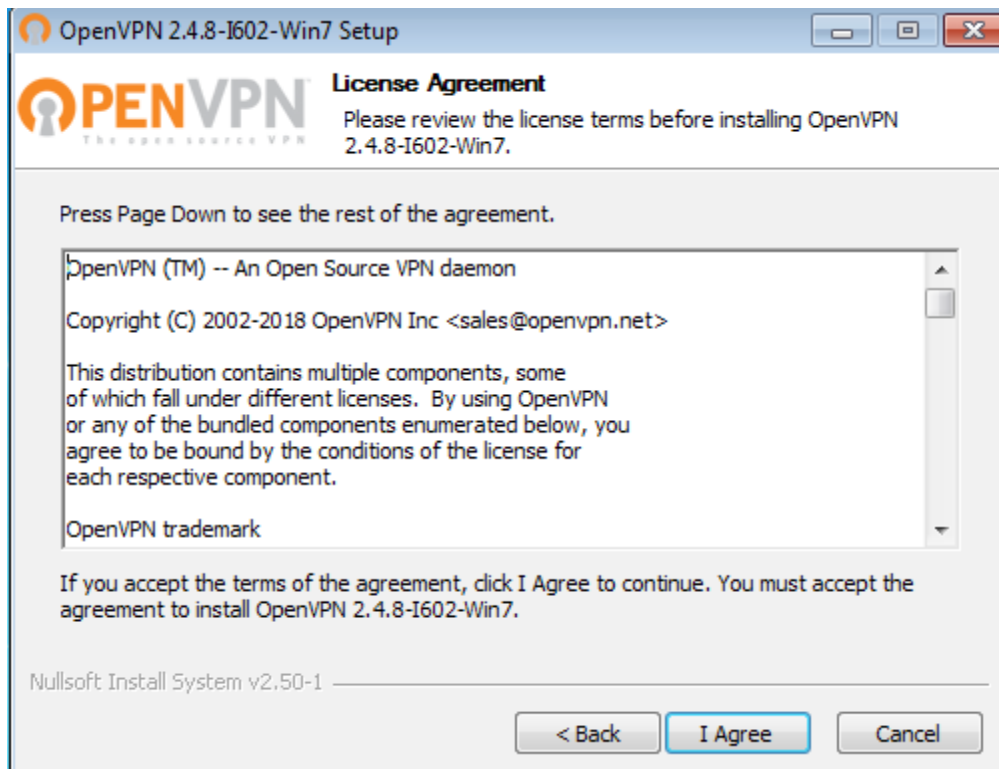 OpenVPN 2.4.8-I602-Win7 Setup
OPENVPN
The open source VPN
License Agreement
Please review the license terms before installing OpenVPN
2.4.8-I602-Win7.
Press Page Down to see the rest of the agreement.
OpenVPN (TM) -- An Open Source VPN daemon
Copyright (C) 2002-2018 OpenVPN Inc <sales@openvpn.net>
This distribution contains multiple components, some
of which fall under different licenses.  By using OpenVPN
or any of the bundled components enumerated below, you
agree to be bound by the conditions of the license for
each respective component.
OpenVPN trademark
If you accept the terms of the agreement, click I Agree to continue. You must accept the
agreement to install OpenVPN 2.4.8-I602-Win7.
Nullsoft Install System v2.50-1
< Back
I Agree
Cancel